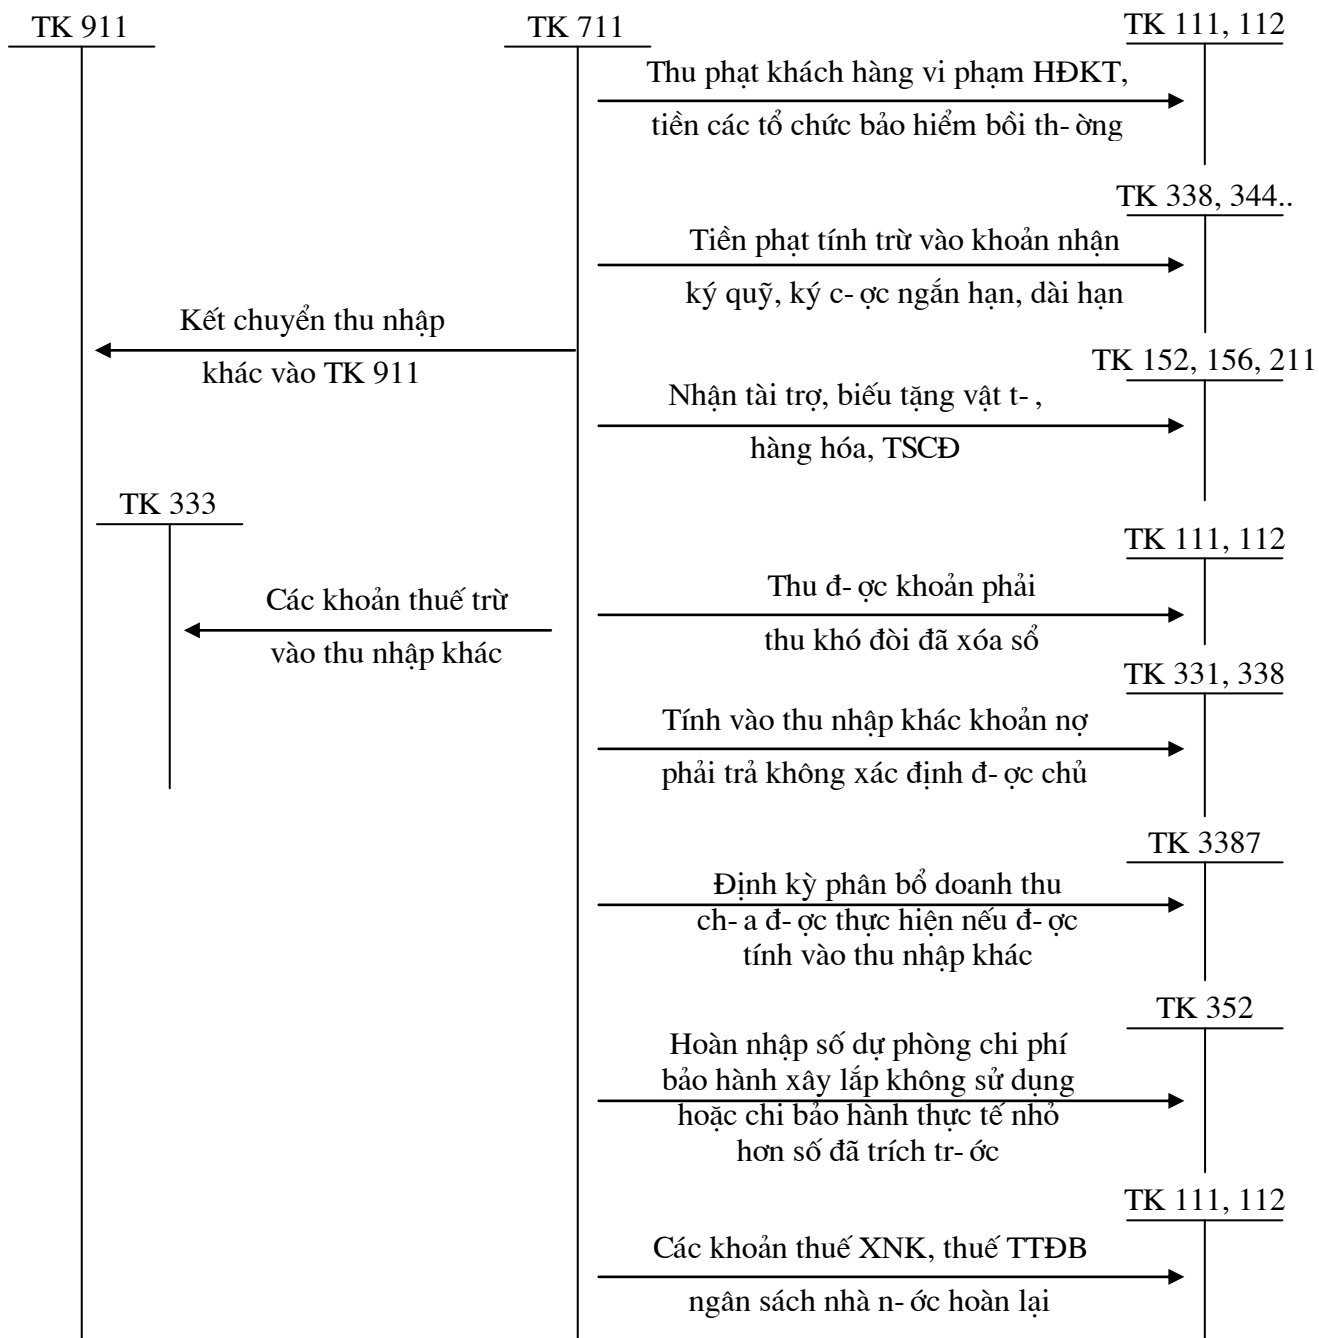 TK 911
TK 711
TK 111, 112
Thu phạt khách hàng vi phạm HĐKT,
tiền các tổ chức bảo hiểm bồi th- ờng
TK 338, 344..
Tiền phạt tính trừ vào khoản nhận
ký quỹ, ký c- ợc ngắn hạn, dài hạn
Kết chuyển thu nhập
khác vào TK 911
TK 152, 156, 211
Nhận tài trợ, biếu tặng vật t- ,
hàng hóa, TSCĐ
TK 333
Các khoản thuế trừ
vào thu nhập khác
TK 111, 112
Thu đ- ợc khoản phải
thu khó đòi đã xóa sổ
TK 331, 338
Tính vào thu nhập khác khoản nợ
phải trả không xác định đ- ợc chủ
TK 3387
Định kỳ phân bổ doanh thu
ch- a đ- ợc thực hiện nếu đ- ợc
tính vào thu nhập khác
TK 352
Hoàn nhập số dự phòng chi phí
bảo hành xây lắp không sử dụng
hoặc chi bảo hành thực tế nhỏ
hơn số đã trích tr- ớc
TK 111, 112
Các khoản thuế XNK, thuế TTĐB
ngân sách nhà n- ớc hoàn lại